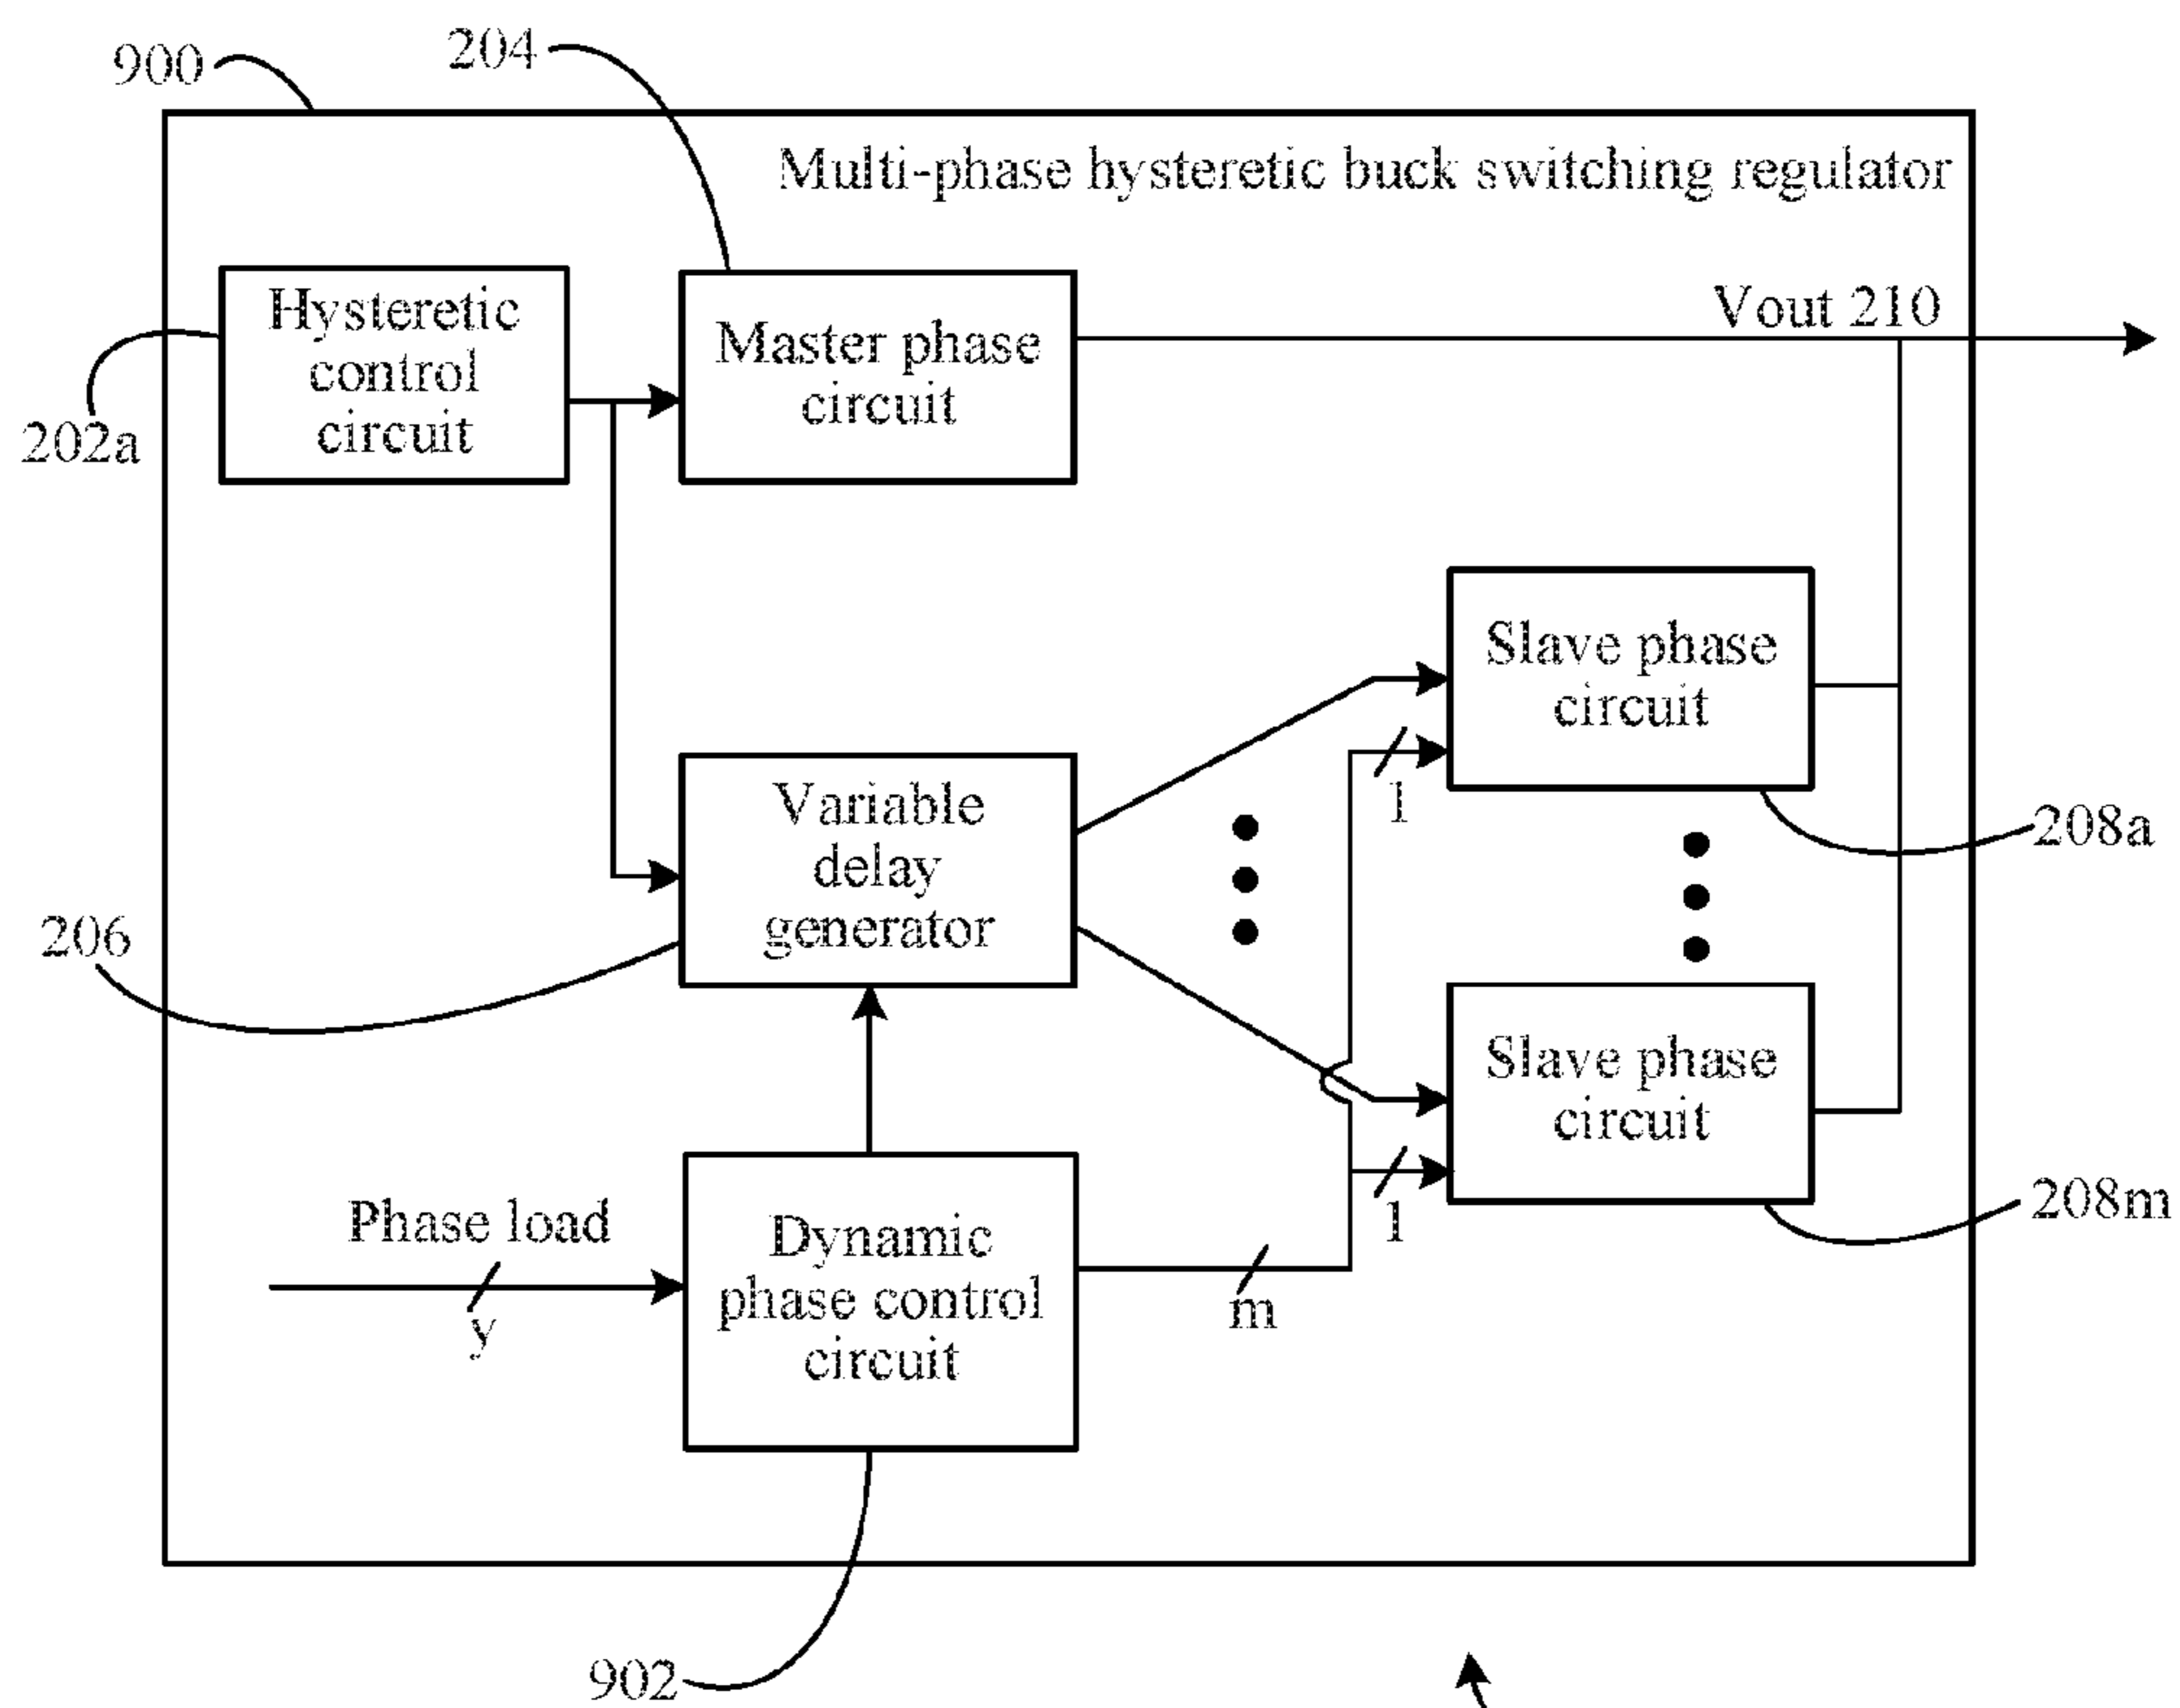 900
204
Multi-phase hysteretic buck switching regulator
Hysteretic
control
circuit
Master phase
circuit
Vout 210
202a
Slave phase
circuit
1
208a
Variable
delay
generator
206
Slave phase
circuit
1
208m
Phase load
y
Dynamic
phase control
circuit
m
902